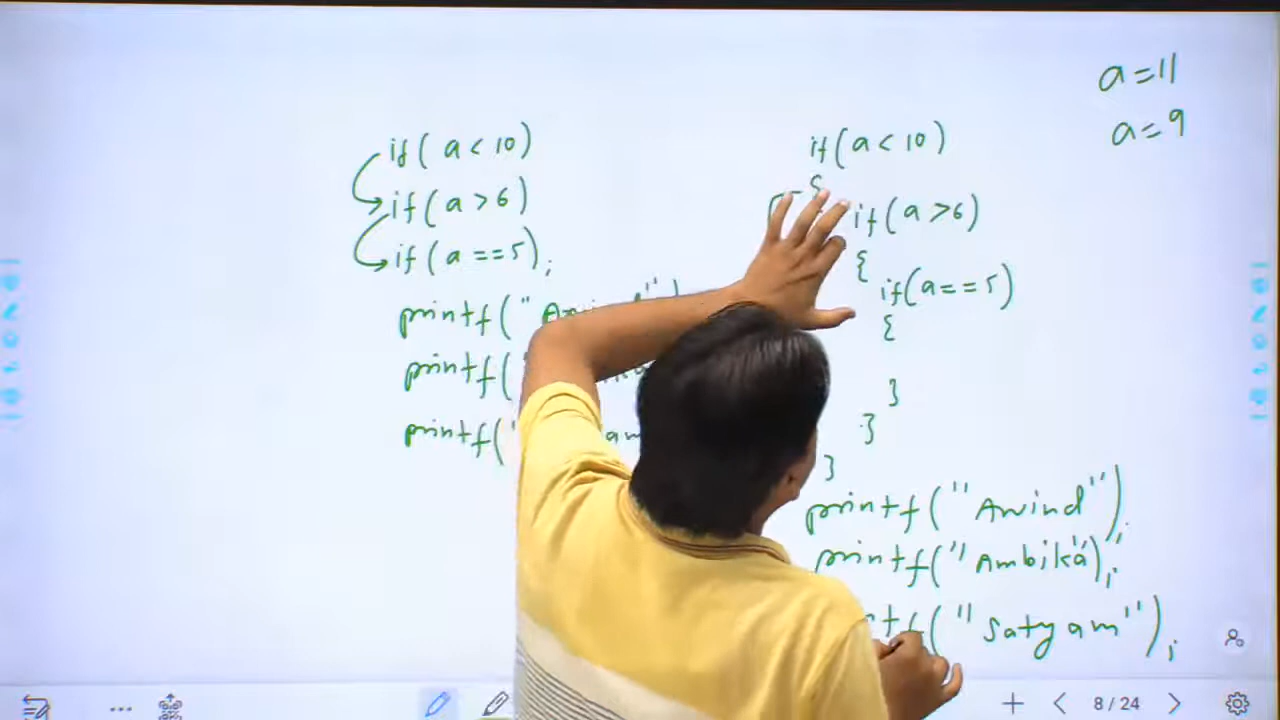 a=11
a=9
if( a < 10)
if( a > 6)
if( a ==5);
printf("
printf(
printf("
if(a < 10)
{
if(a >6)
{
if(a==5)
{
}
}
}
printf("Arvind");
printf("Ambika");
tf("Satyam");
8/24